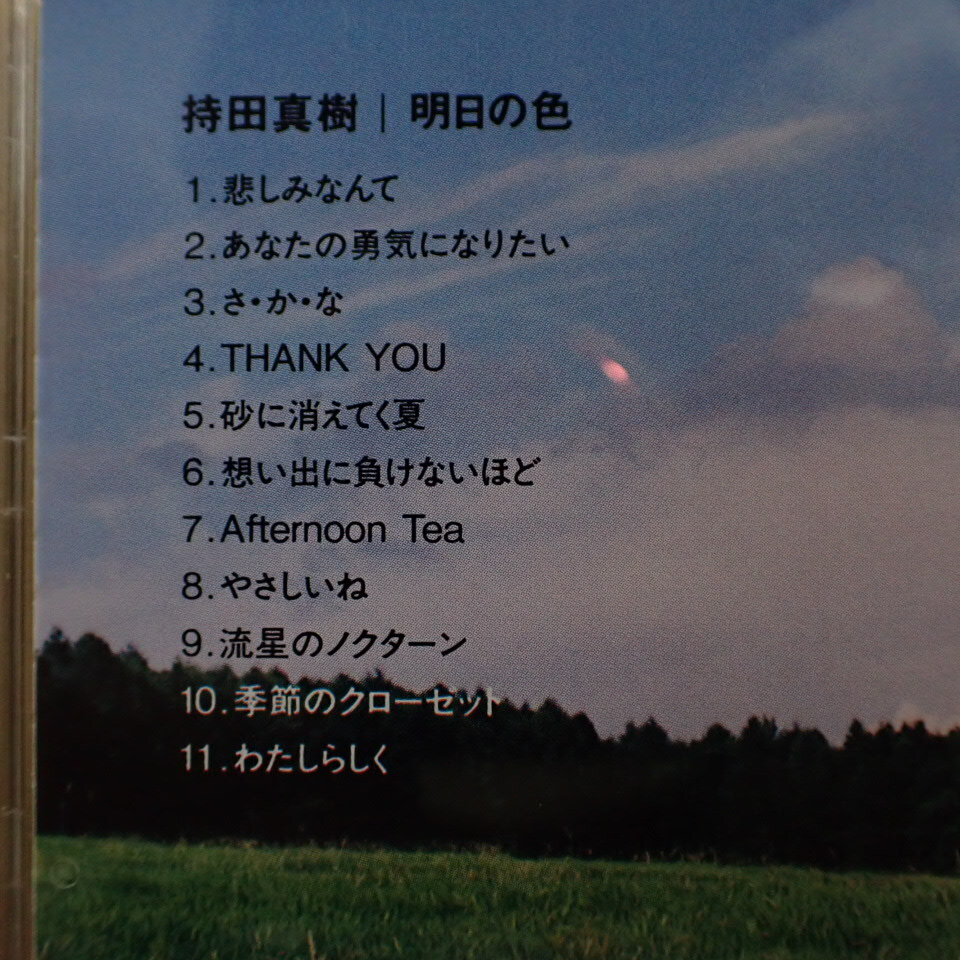 持田真樹｜明日の色
1.悲しみなんて
2.あなたの勇気になりたい
3.さ・か・な
4.THANK YOU
5.砂に消えてく夏
6.想い出に負けないほど
7.Afternoon Tea
8.やさしいね
9.流星のノクターン
10.季節のクローゼット
11.わたしらしく